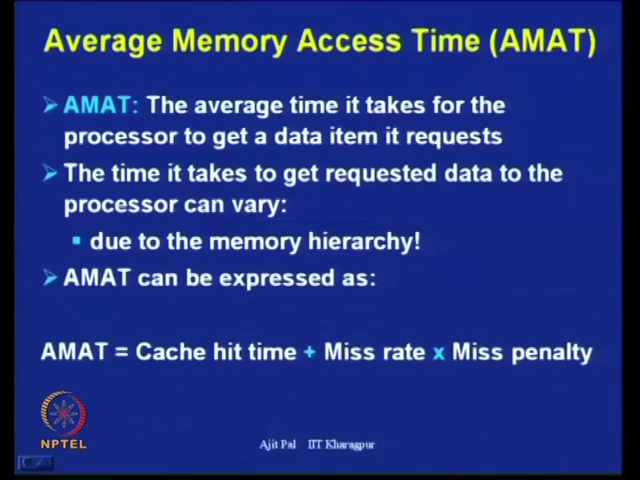 Average Memory Access Time (AMAT)
AMAT: The average time it takes for the
processor to get a data item it requests
The time it takes to get requested data to the
processor can vary:
due to the memory hierarchy!
AMAT can be expressed as:
AMAT = Cache hit time + Miss rate x Miss penalty
NPTEL
Ajit Pal IIT Kharagpur